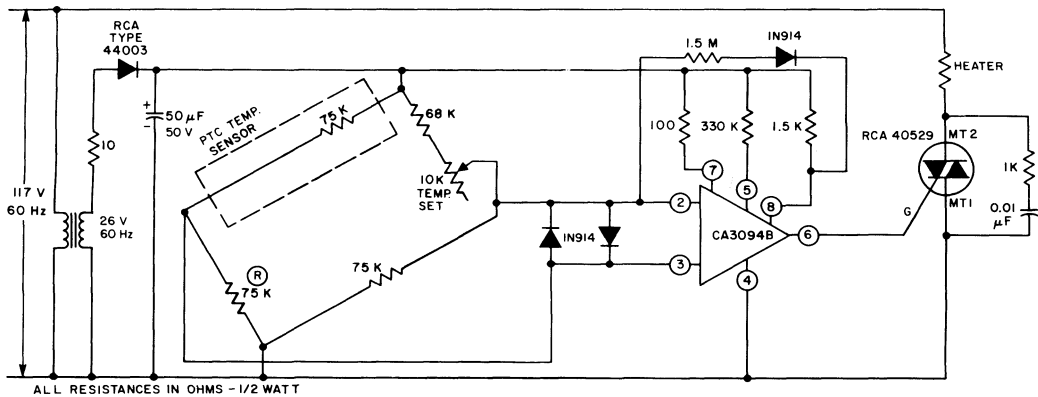 RCA
TYPE
44003
1.5 M
1N914
HEATER
+
50 μF
50 V
−
PTC TEMP.
SENSOR
75 K
68 K
10
100
330 K
1.5 K
RCA 40529
MT2
1K
7
10K
TEMP.
SET
5
117 V
60 Hz
2
8
MT1
26 V
60 Hz
CA3094B
6
G
0.01
μF
1N914
R
75 K
75 K
3
4
ALL RESISTANCES IN OHMS – 1/2 WATT